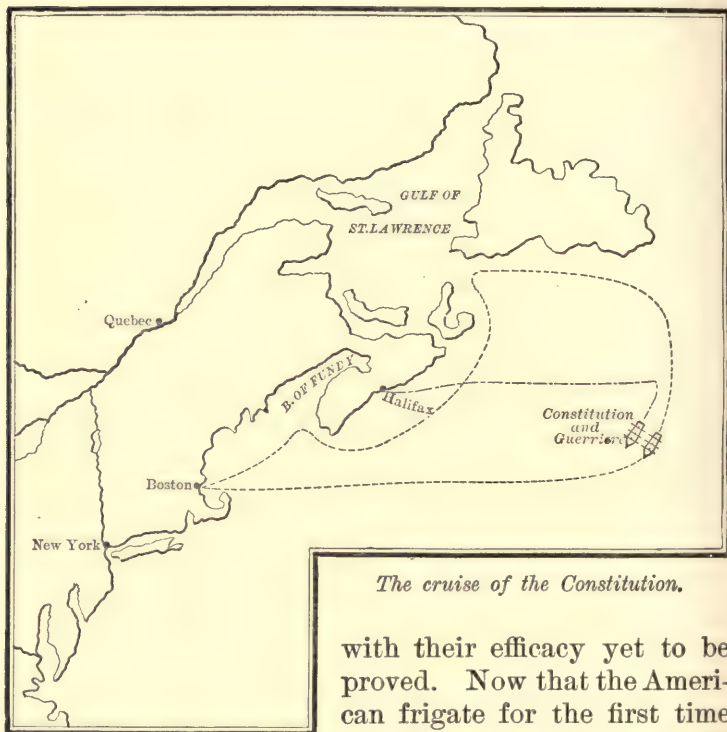 GULF OF
ST. LAWRENCE
Quebec
B. OF FUNDY
Halifax
Constitution
and
Guerriere
Boston
New York
The cruise of the Constitution.
with their efficacy yet to be
proved. Now that the Ameri-
can frigate for the first time